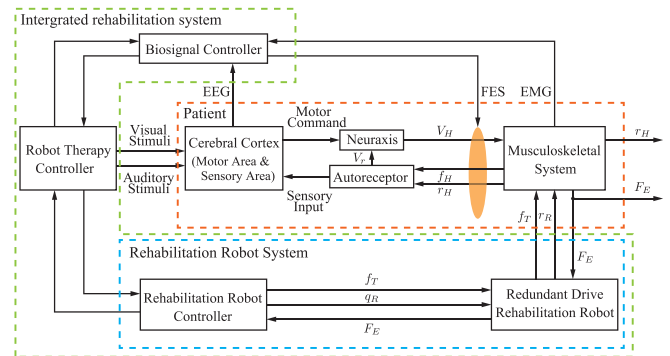 Intergrated rehabilitation system
Biosignal Controller
EEG
FES
EMG
Patient
Motor
Command
Visual
Stimuli
Robot Therapy
Controller
Auditory
Stimuli
Cerebral Cortex
(Motor Area &
Sensory Area)
Neuraxis
V_r
Autoreceptor
Sensory
Input
V_H
f_H
r_H
Musculoskeletal
System
r_H
F_E
f_T
r_R
F_E
Rehabilitation Robot System
Rehabilitation Robot
Controller
f_T
q_R
F_E
Redundant Drive
Rehabilitation Robot